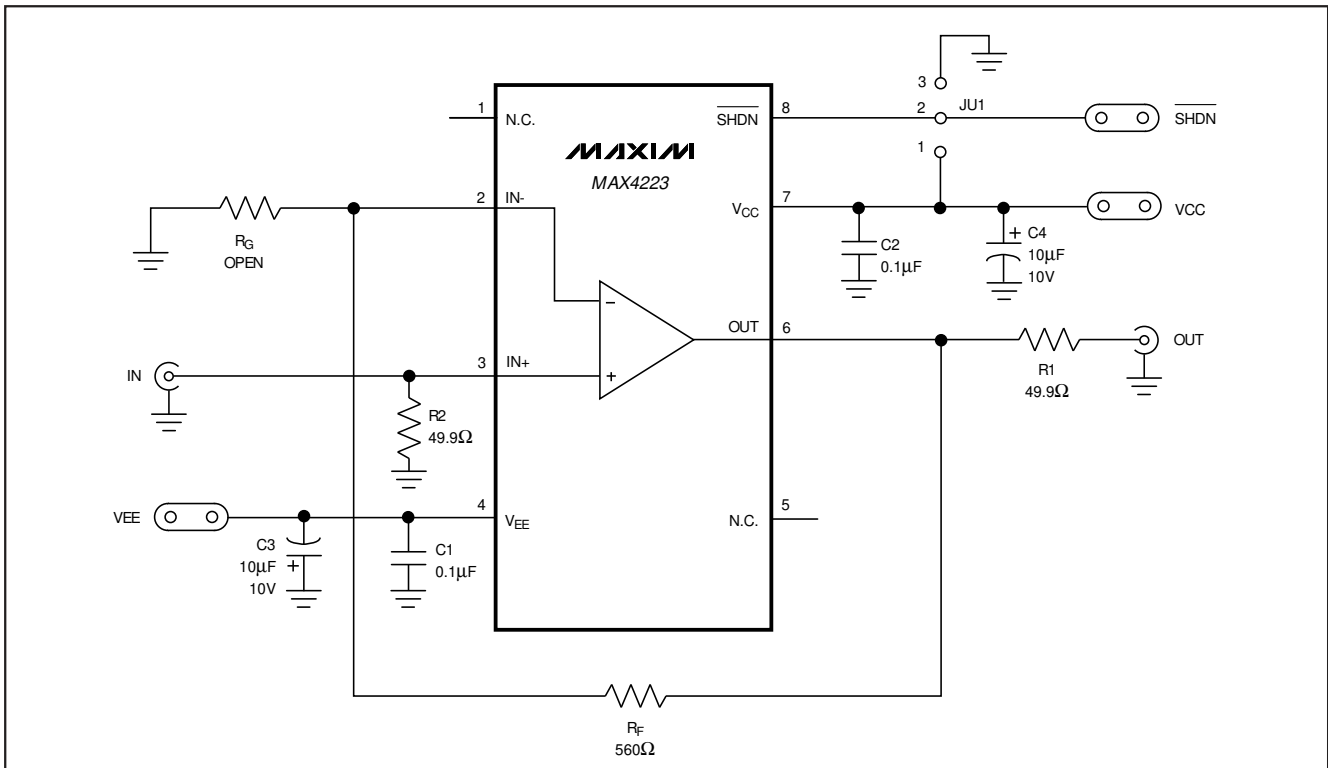 3
1
N.C.
SHDN
8
2
JU1
SHDN
MAXIM
MAX4223
1
2
IN-
VCC
7
VCC
RG
OPEN
C2
0.1µF
+ C4
10µF
10V
OUT
6
OUT
IN
3
IN+
−
+
R1
49.9Ω
R2
49.9Ω
VEE
4
VEE
5
N.C.
C3
10µF +
10V
C1
0.1µF
RF
560Ω